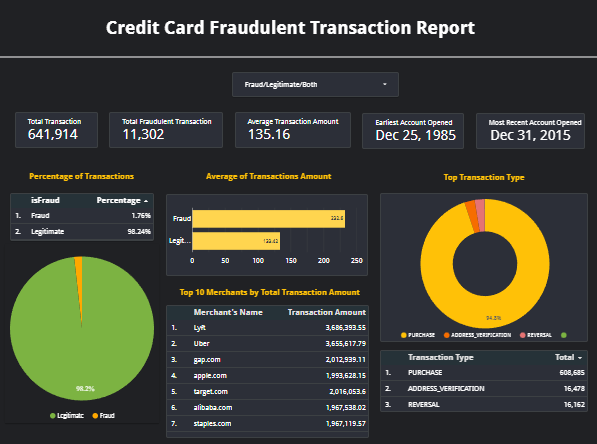 Credit Card Fraudulent Transaction Report
Fraud/Legitimate/Both
Total Transaction
641,914
Total Fraudulent Transaction
11,302
Average Transaction Amount
135.16
Earliest Account Opened
Dec 25, 1985
Most Recent Account Opened
Dec 31, 2015
Percentage of Transactions
isFraud Percentage
1. Fraud 1.76%
2. Legitimate 98.24%
98.2%
Legitimate Fraud
Average of Transactions Amount
Fraud
Legit...
133.42
0 50 100 150 200 250
Top 10 Merchants by Total Transaction Amount
Merchant's Name Transaction Amount
1. Lyft 3,686,393.55
2. Uber 3,655,617.79
3. gap.com 2,012,939.11
4. apple.com 1,993,628.15
5. target.com 2,016,053.6
6. alibaba.com 1,967,538.02
7. staples.com 1,967,119.57
Top Transaction Type
94.8%
PURCHASE ADDRESS_VERIFICATION REVERSAL
Transaction Type Total
1. PURCHASE 608,685
2. ADDRESS_VERIFICATION 16,478
3. REVERSAL 16,162